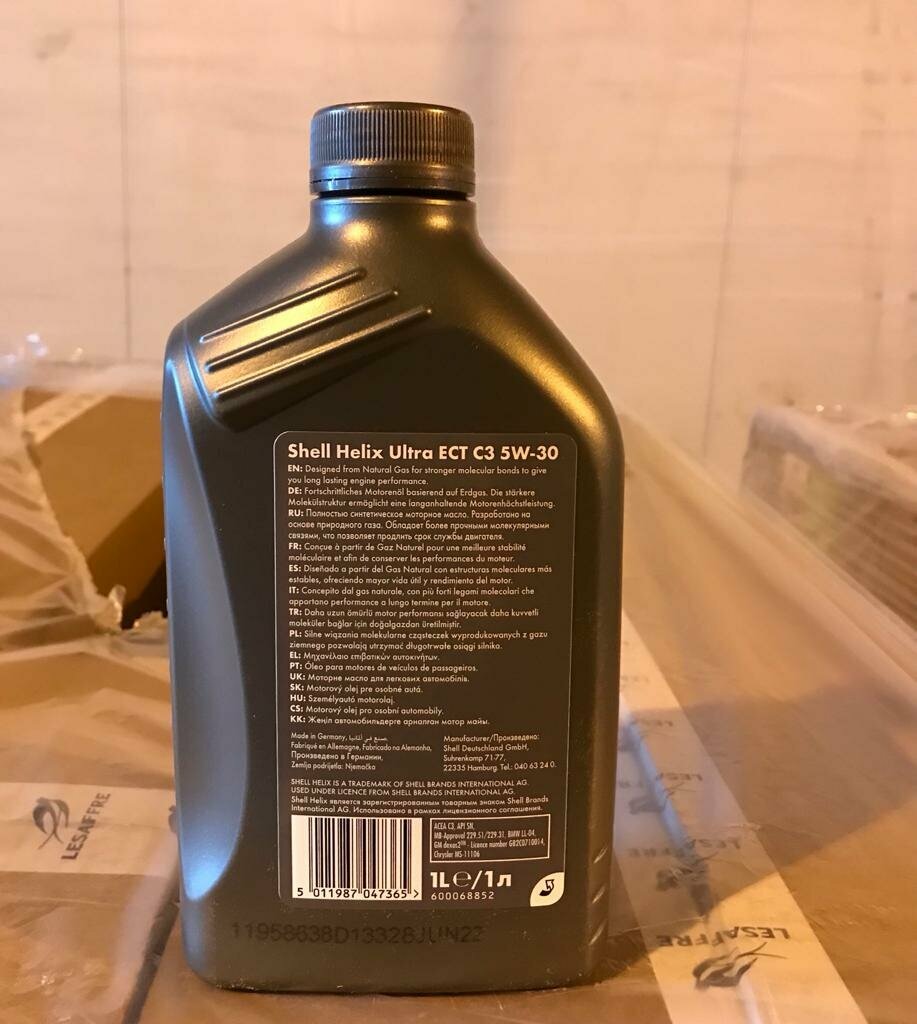 Shell Helix Ultra ECT C3 5W-30
EN: Designed from Natural Gas for stronger molecular bonds to give
you long lasting engine performance.
DE: Fortschrittliches Motorenöl basierend auf Erdgas. Die stärkere
Molekülstruktur ermöglicht eine langanhaltende Motorenhöchstleistung.
RU: Полностью синтетическое моторное масло. Разработано на
основе природного газа. Обладает более прочными молекулярными
связями, что позволяет продлить срок службы двигателя.
FR: Conçue à partir de Gaz Naturel pour une meilleure stabilité
moléculaire et afin de conserver les performances du moteur.
ES: Diseñado a partir del Gas Natural con estructuras moleculares más
estables, ofreciendo mayor vida útil y rendimiento del motor.
IT: Concepito dal gas naturale, con più forti legami molecolari che
apportano performance a lungo termine per il motore.
TR: Daha uzun ömürlü motor performansı sağlayacak daha kuvvetli
moleküler bağlar için doğalgazdan üretilmiştir.
PL: Silne wiązania molekularne cząsteczek wyprodukowanych z gazu
ziemnego pozwalają utrzymać długotrwałe osiągi silnika.
EL: Μηχανέλαιο επιβατικών αυτοκινήτων.
PT: Óleo para motores de veículos de passageiros.
UK: Моторне масло для легкових автомобілів.
SK: Motorový olej pre osobné autá.
HU: Személyautó motorolaj.
CS: Motorový olej pro osobní automobily.
KK: Жеңіл автомобильдерге арналған мотор майы.
Made in Germany, صنع في ألمانيا.
Fabriqué en Allemagne, Fabricado na Alemanha,
Произведено в Германии,
Zemlja podrijetla: Njemačka
Manufacturer/Произведено:
Shell Deutschland GmbH,
Suhrenkamp 71-77,
22335 Hamburg. Tel.: 040 63 24 0.
SHELL HELIX IS A TRADEMARK OF SHELL BRANDS INTERNATIONAL AG.
USED UNDER LICENCE FROM SHELL BRANDS INTERNATIONAL AG.
Shell Helix является зарегистрированным товарным знаком Shell Brands
International AG. Использовано в рамках лицензионного соглашения.
ACEA C3, API SN,
MB-Approval 229.51/229.31, BMW LL-04,
GM dexos2™ - Licence number GB2C0710014,
Chrysler MS-11106
5 011987 047365 >
1L e/1л
600068852
11958638D13328JUN22
LESAFFRE
LESAFFRE
LESAFFRE